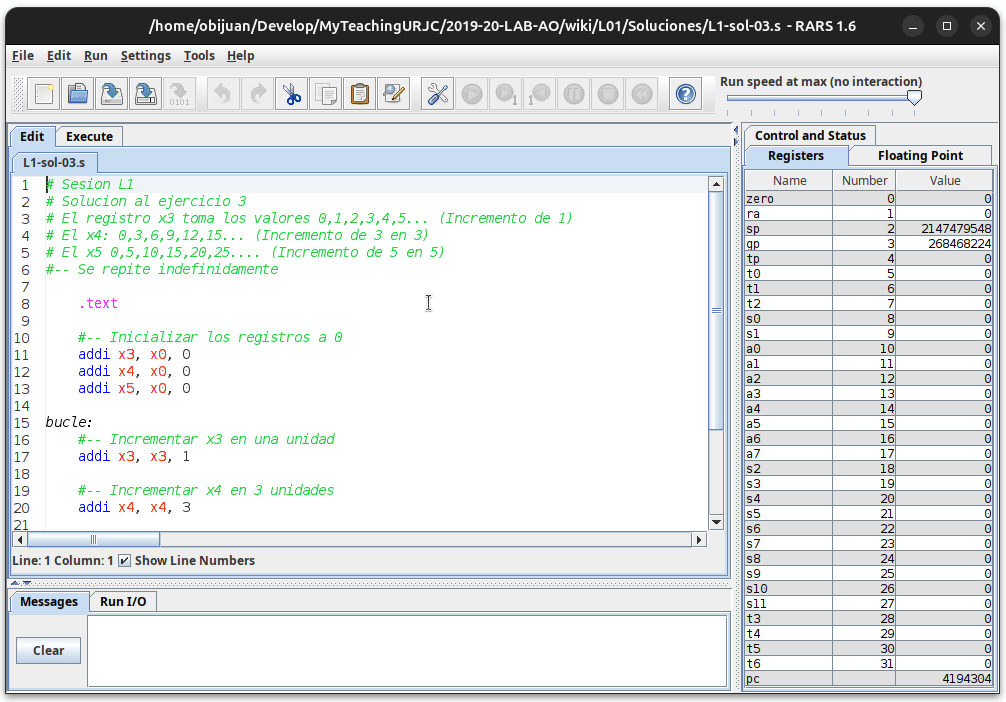 /home/obijuan/Develop/MyTeachingURJC/2019-20-LAB-AO/wiki/L01/Soluciones/L1-sol-03.s - RARS 1.6
File Edit Run Settings Tools Help
Run speed at max (no interaction)
Edit Execute
L1-sol-03.s
1 # Sesion L1
2 # Solucion al ejercicio 3
3 # El registro x3 toma los valores 0,1,2,3,4,5... (Incremento de 1)
4 # El x4: 0,3,6,9,12,15... (Incremento de 3 en 3)
5 # El x5 0,5,10,15,20,25.... (Incremento de 5 en 5)
6 #-- Se repite indefinidamente
7
8 .text
9
10 #-- Inicializar los registros a 0
11 addi x3, x0, 0
12 addi x4, x0, 0
13 addi x5, x0, 0
14
15 bucle:
16 #-- Incrementar x3 en una unidad
17 addi x3, x3, 1
18
19 #-- Incrementar x4 en 3 unidades
20 addi x4, x4, 3
21
Line: 1 Column: 1 Show Line Numbers
Messages Run I/O
Clear
Control and Status
Registers Floating Point
Name Number Value
zero 0 0
ra 1 0
sp 2 2147479548
gp 3 268468224
tp 4 0
t0 5 0
t1 6 0
t2 7 0
s0 8 0
s1 9 0
a0 10 0
a1 11 0
a2 12 0
a3 13 0
a4 14 0
a5 15 0
a6 16 0
a7 17 0
s2 18 0
s3 19 0
s4 20 0
s5 21 0
s6 22 0
s7 23 0
s8 24 0
s9 25 0
s10 26 0
s11 27 0
t3 28 0
t4 29 0
t5 30 0
t6 31 0
pc 4194304